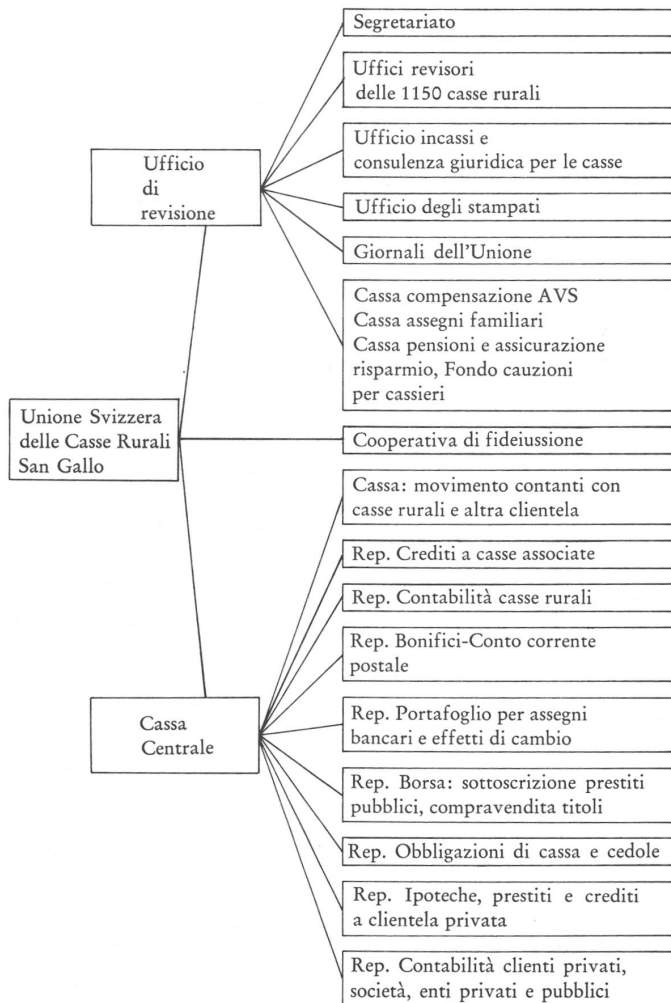 Segretariato
Uffici revisori
delle 1150 casse rurali
Ufficio incassi e
consulenza giuridica per le casse
Ufficio
di
revisione
Ufficio degli stampati
Giornali dell'Unione
Cassa compensazione AVS
Cassa assegni familiari
Cassa pensioni e assicurazione
risparmio, Fondo cauzioni
per cassieri
Unione Svizzera
delle Casse Rurali
San Gallo
Cooperativa di fideiussione
Cassa: movimento contanti con
casse rurali e altra clientela
Rep. Crediti a casse associate
Rep. Contabilità casse rurali
Rep. Bonifici-Conto corrente
postale
Cassa
Centrale
Rep. Portafoglio per assegni
bancari e effetti di cambio
Rep. Borsa: sottoscrizione prestiti
pubblici, compravendita titoli
Rep. Obbligazioni di cassa e cedole
Rep. Ipoteche, prestiti e crediti
a clientela privata
Rep. Contabilità clienti privati,
società, enti privati e pubblici